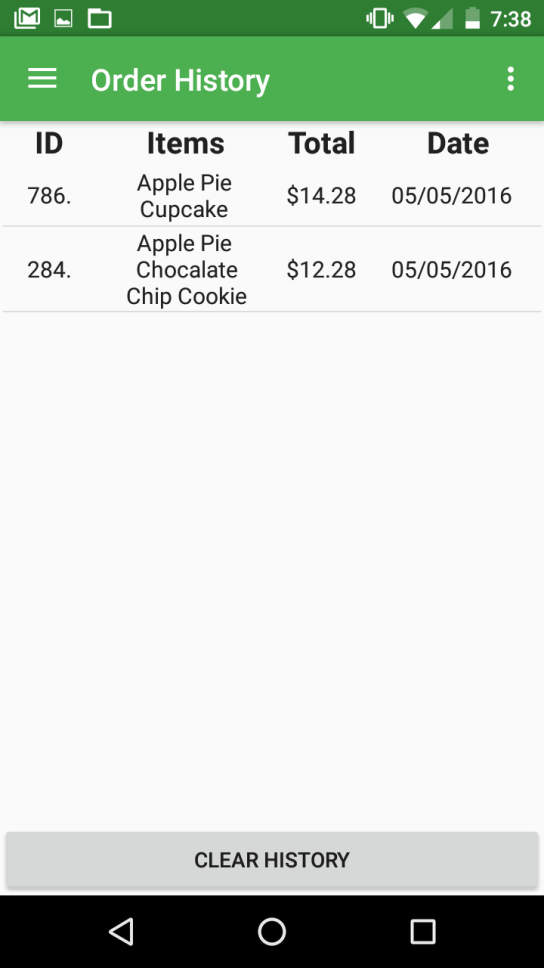 7:38
Order History
ID Items Total Date
786. Apple Pie Cupcake $14.28 05/05/2016
284. Apple Pie Chocalate Chip Cookie $12.28 05/05/2016
CLEAR HISTORY